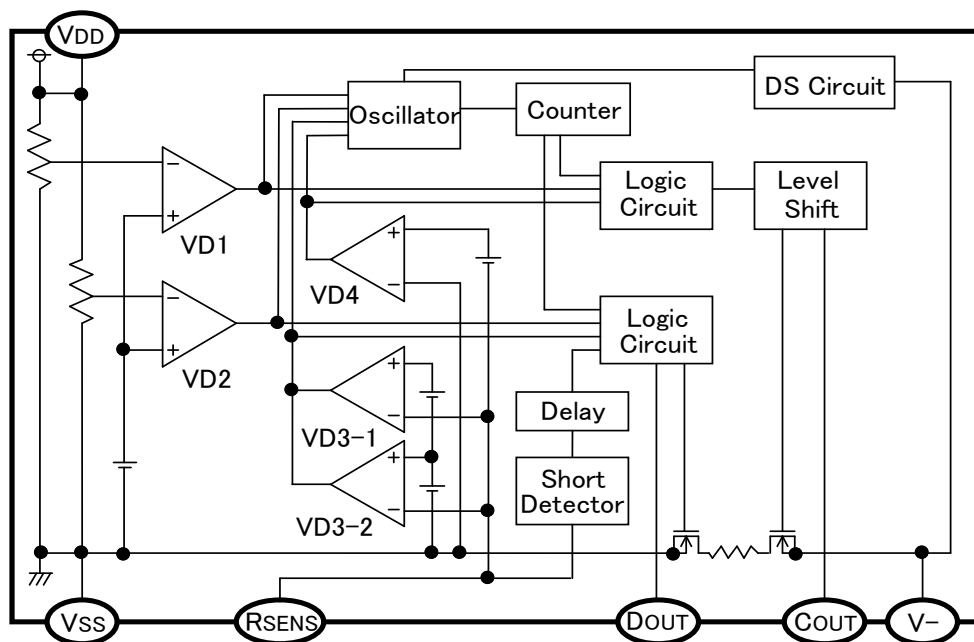 VDD
Oscillator
Counter
DS Circuit
−
+
VD1
Logic
Circuit
Level
Shift
+
−
VD4
−
+
VD2
Logic
Circuit
+
−
VD3-1
Delay
+
−
VD3-2
Short
Detector
VSS
RSENS
DOUT
COUT
V−